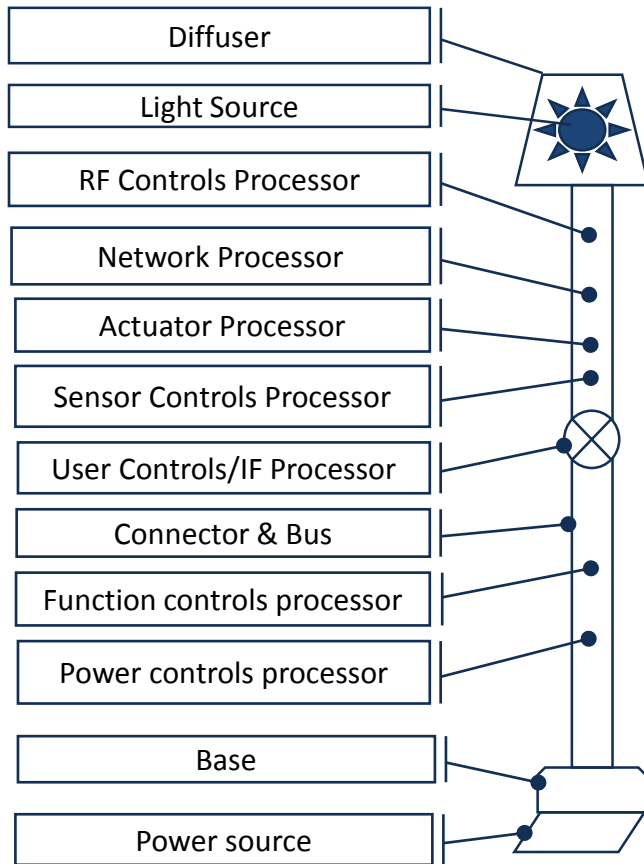 Diffuser
Light Source
RF Controls Processor
Network Processor
Actuator Processor
Sensor Controls Processor
User Controls/IF Processor
Connector & Bus
Function controls processor
Power controls processor
Base
Power source